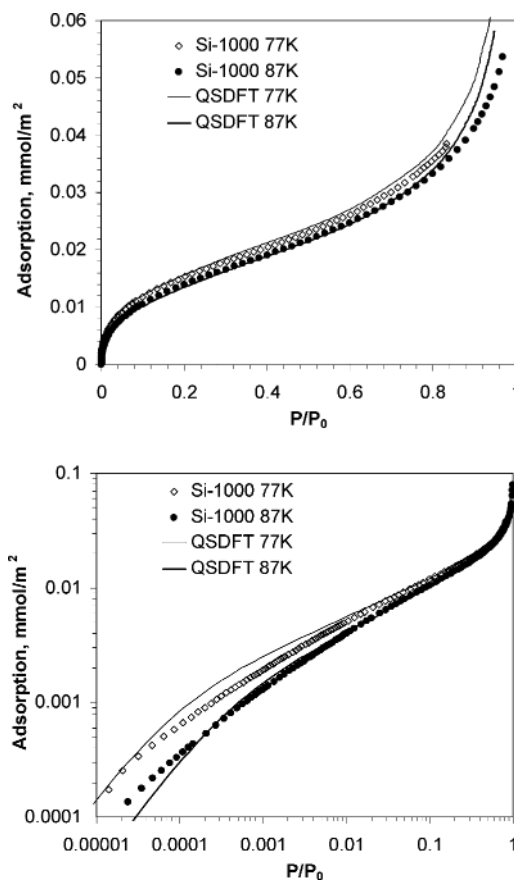 0.06
0.05
0.04
0.03
0.02
0.01
0
Adsorption, mmol/m²
Si-1000 77K
Si-1000 87K
QSDFT 77K
QSDFT 87K
0 0.2 0.4 0.6 0.8 1
P/P₀
0.1
0.01
0.001
0.0001
Adsorption, mmol/m²
Si-1000 77K
Si-1000 87K
QSDFT 77K
QSDFT 87K
0.00001 0.0001 0.001 0.01 0.1 1
P/P₀